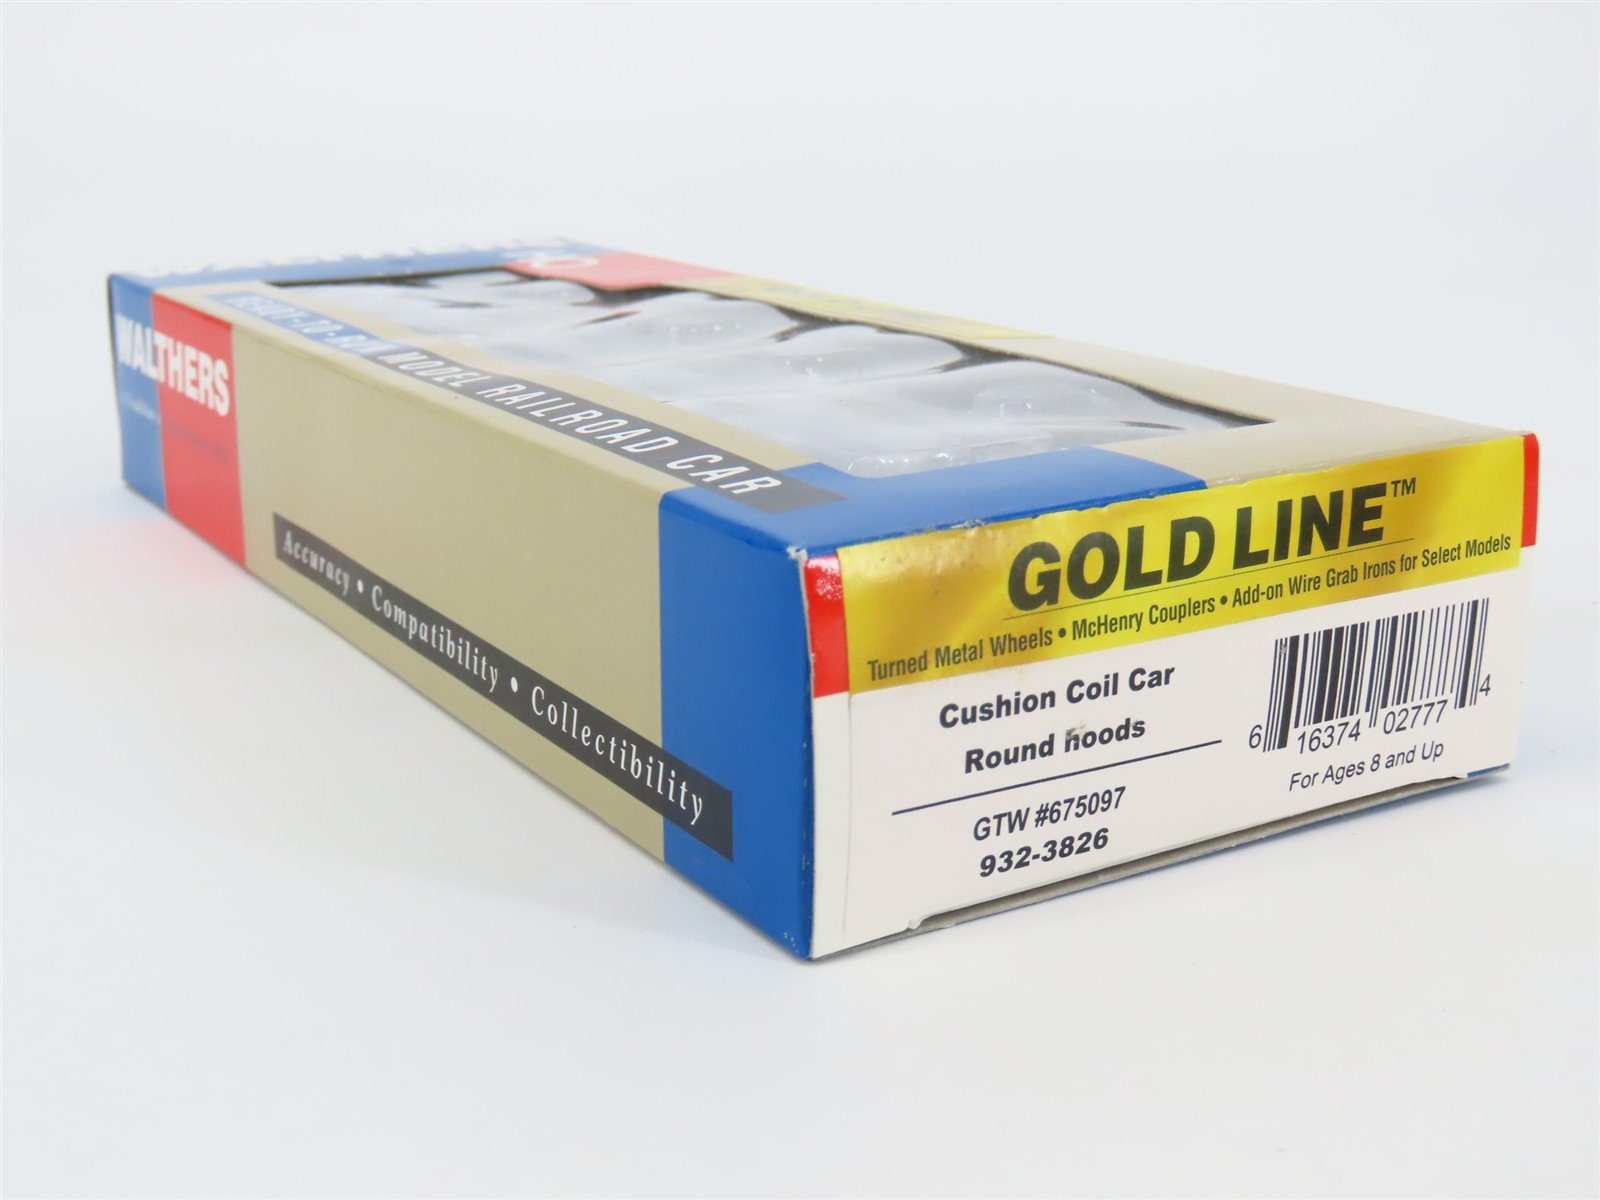 WALTHERS
READY-TO-RUN MODEL RAILROAD CAR
Accuracy • Compatibility • Collectibility
GOLD LINE™
Turned Metal Wheels • McHenry Couplers • Add-on Wire Grab Irons for Select Models
Cushion Coil Car
Round hoods
GTW #675097
932-3826
6 16374 02777 4
For Ages 8 and Up